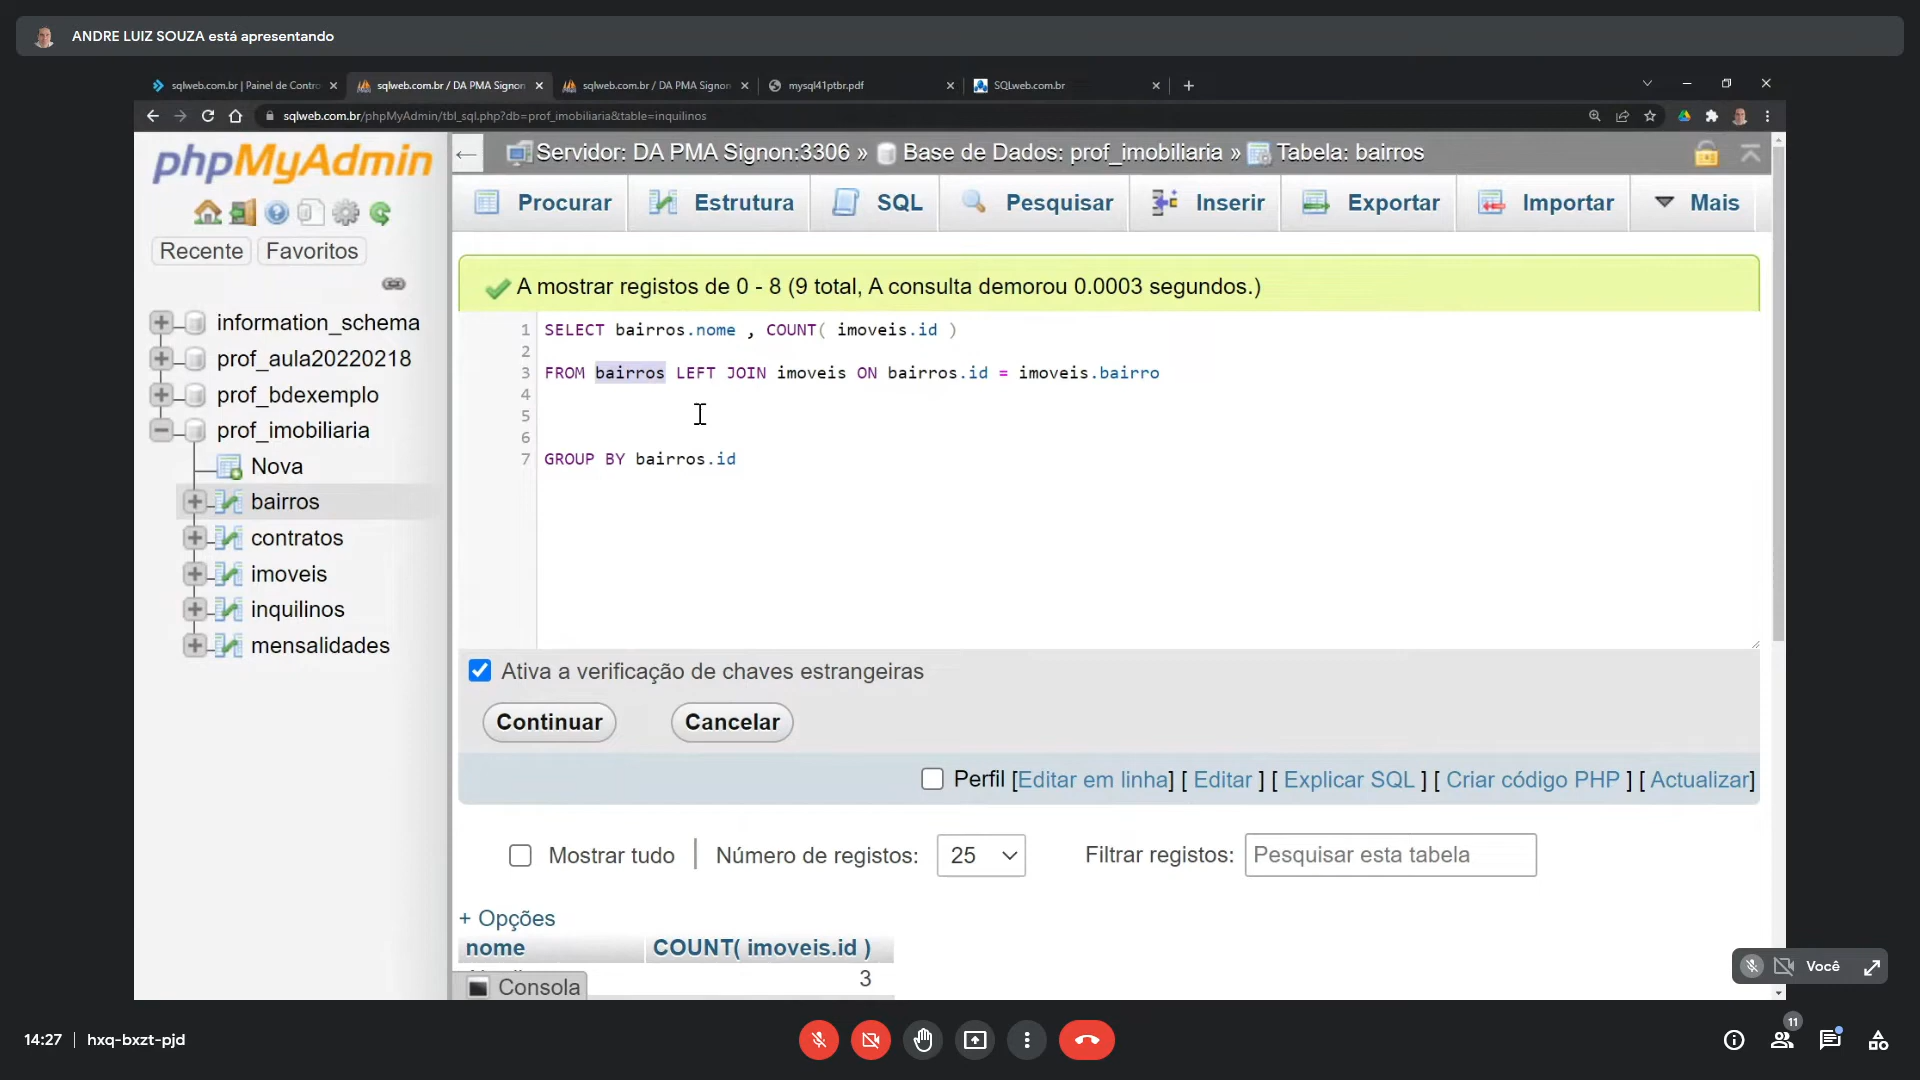 ANDRE LUIZ SOUZA está apresentando
sqlweb.com.br | Painel de Contro
sqlweb.com.br / DA PMA Signon
sqlweb.com.br / DA PMA Signon
mysql41ptbr.pdf
SQLweb.com.br
sqlweb.com.br/phpMyAdmin/tbl_sql.php?db=prof_imobiliaria&table=inquilinos
phpMyAdmin
Recente Favoritos
information_schema
prof_aula20220218
prof_bdexemplo
prof_imobiliaria
Nova
bairros
contratos
imoveis
inquilinos
mensalidades
Servidor: DA PMA Signon:3306 » Base de Dados: prof_imobiliaria » Tabela: bairros
Procurar Estrutura SQL Pesquisar Inserir Exportar Importar Mais
A mostrar registos de 0 - 8 (9 total, A consulta demorou 0.0003 segundos.)
1 SELECT bairros.nome , COUNT( imoveis.id )
2
3 FROM bairros LEFT JOIN imoveis ON bairros.id = imoveis.bairro
4
5
6
7 GROUP BY bairros.id
Ativa a verificação de chaves estrangeiras
Continuar Cancelar
Perfil [Editar em linha] [ Editar ] [ Explicar SQL ] [ Criar código PHP ] [ Actualizar]
Mostrar tudo | Número de registos: 25 Filtrar registos: Pesquisar esta tabela
+ Opções
nome COUNT( imoveis.id )
3
Consola
Você
14:27 | hxq-bxzt-pjd
11